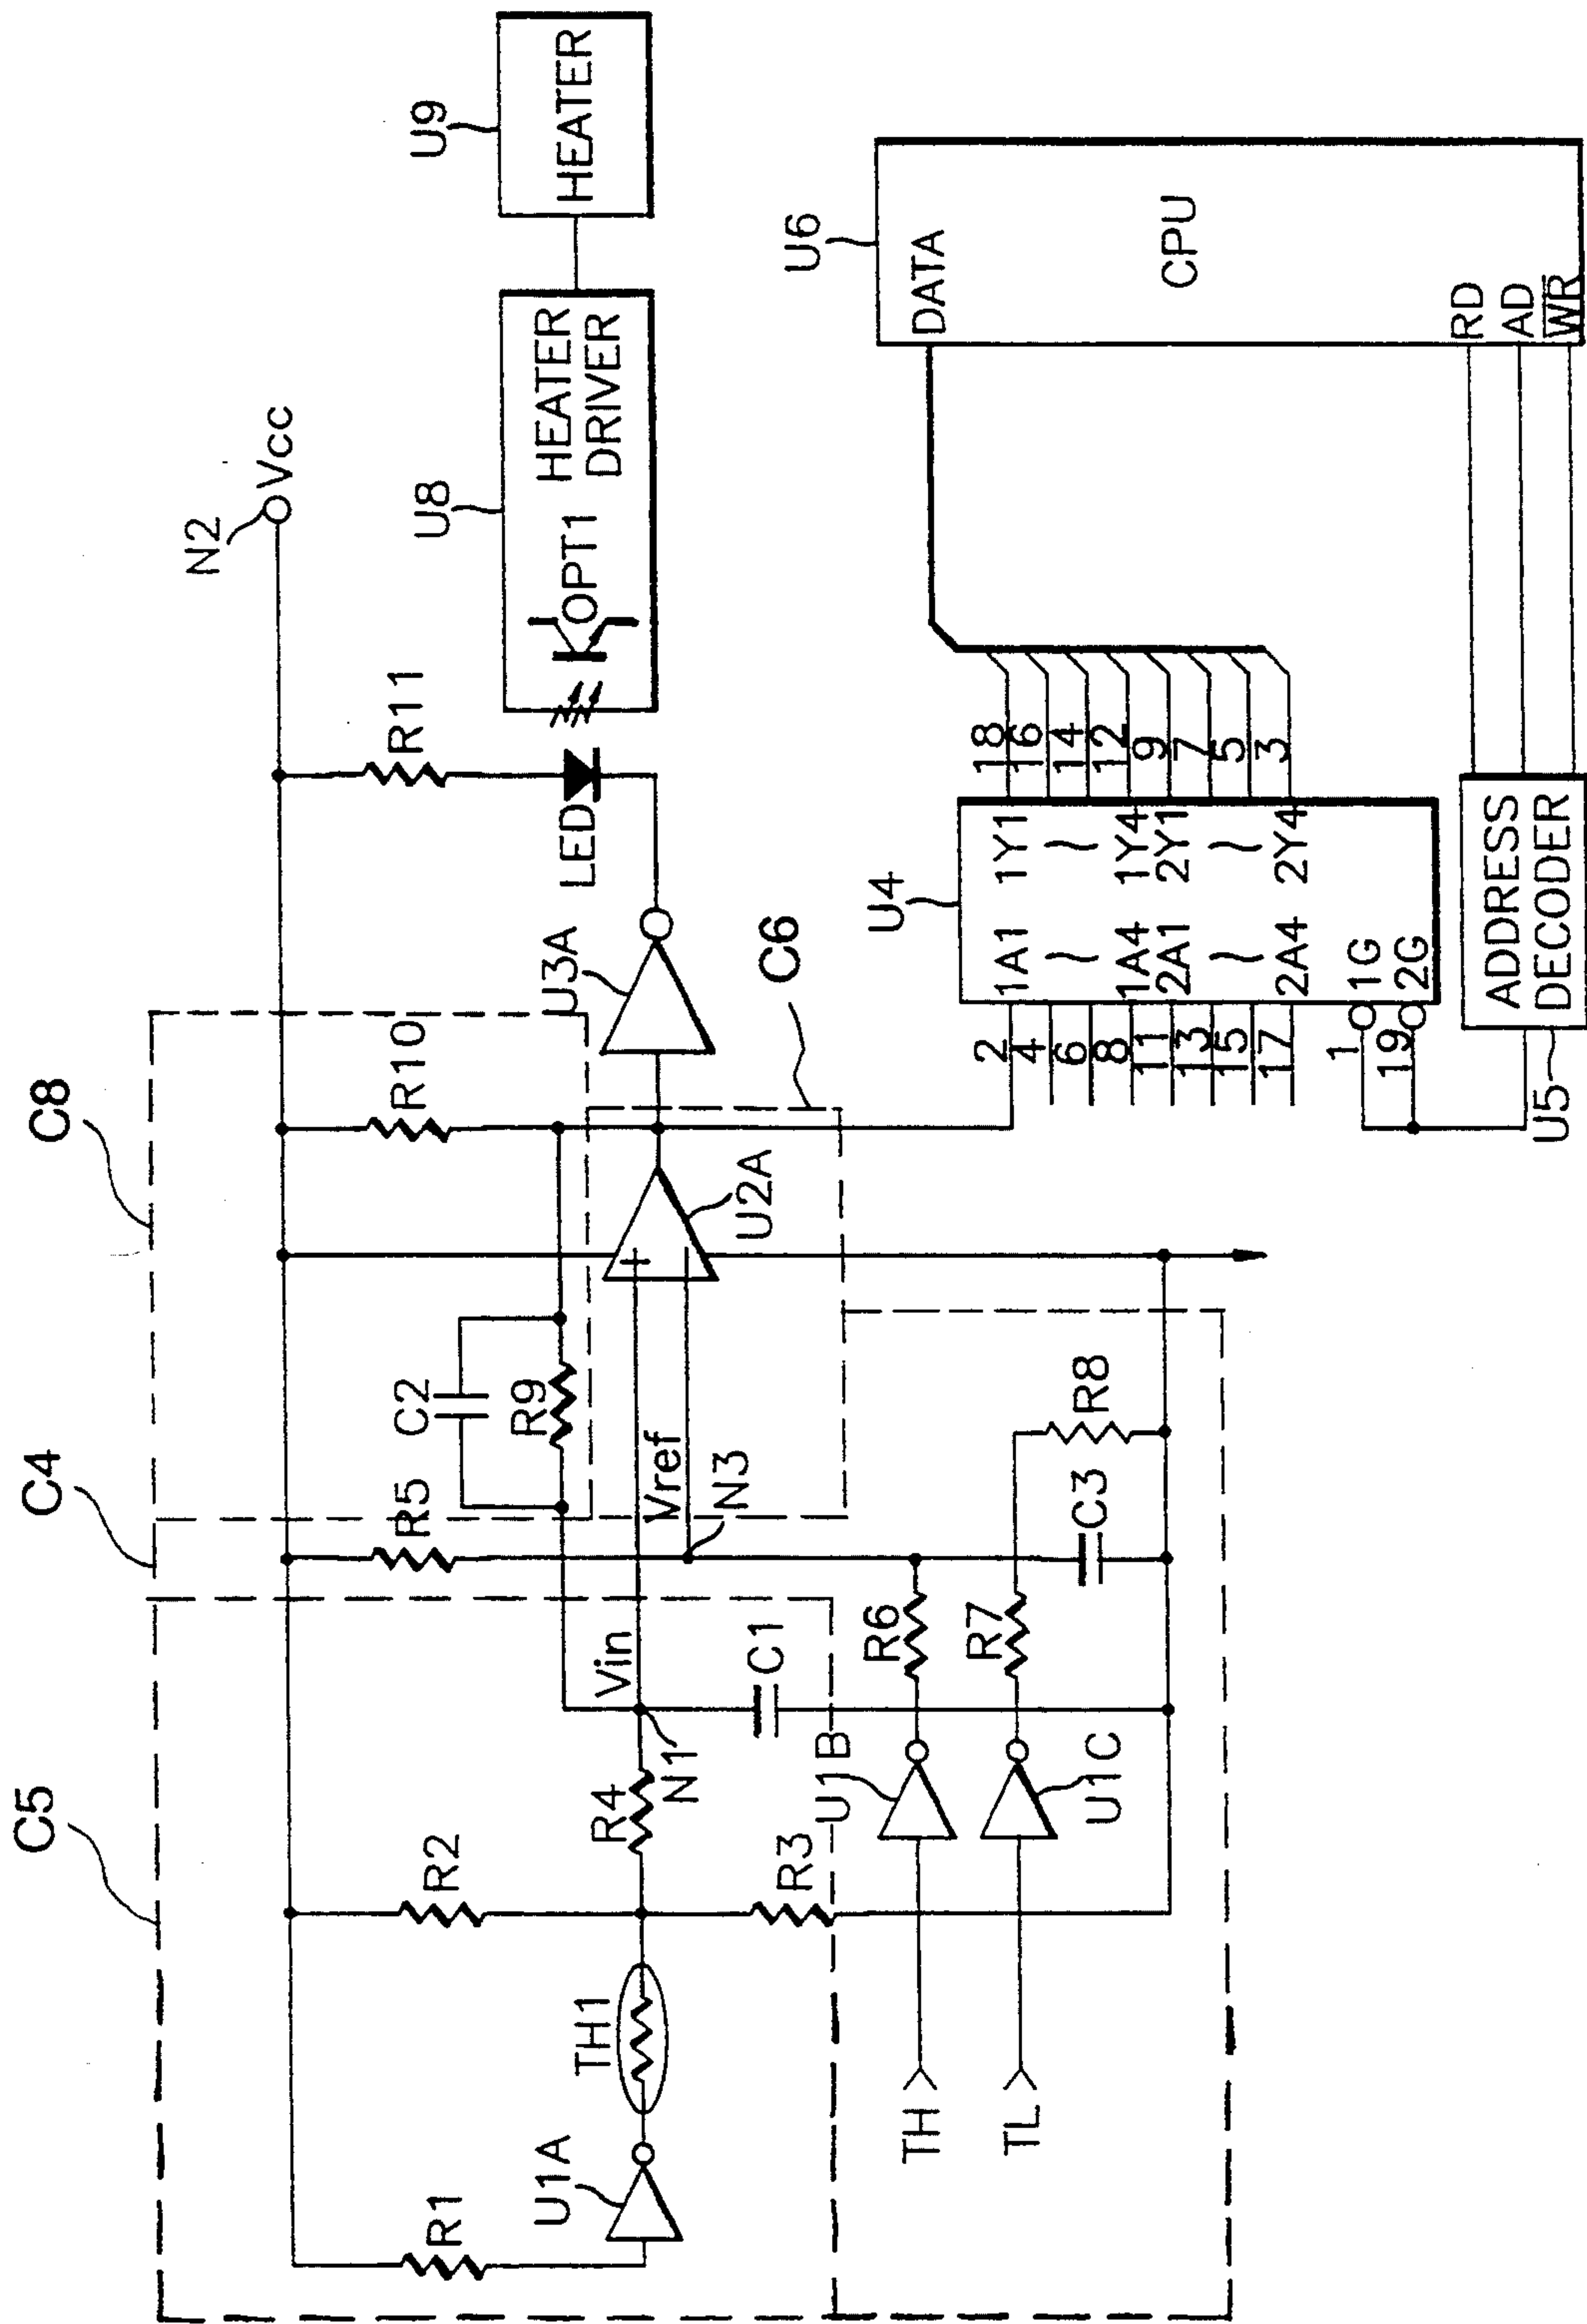 C5
C4
C8
N2
Vcc
R1
R2
R5
R10
R11
C2
R9
U1A
TH1
R4
Vin
N1
Vref
N3
U2A
U3A
LED
OPT1
HEATER
DRIVER
U8
HEATER
U9
C6
R3
C1
TH
U1B
R6
TL
U1C
R7
C3
R8
U4
2
4
6
8
11
13
15
17
1
19
1A1 1Y1
~ ~
1A4 1Y4
2A1 2Y1
~ ~
2A4 2Y4
1G
2G
18
16
14
12
9
7
5
3
U5
ADDRESS
DECODER
U6
DATA
CPU
RD
AD
WR